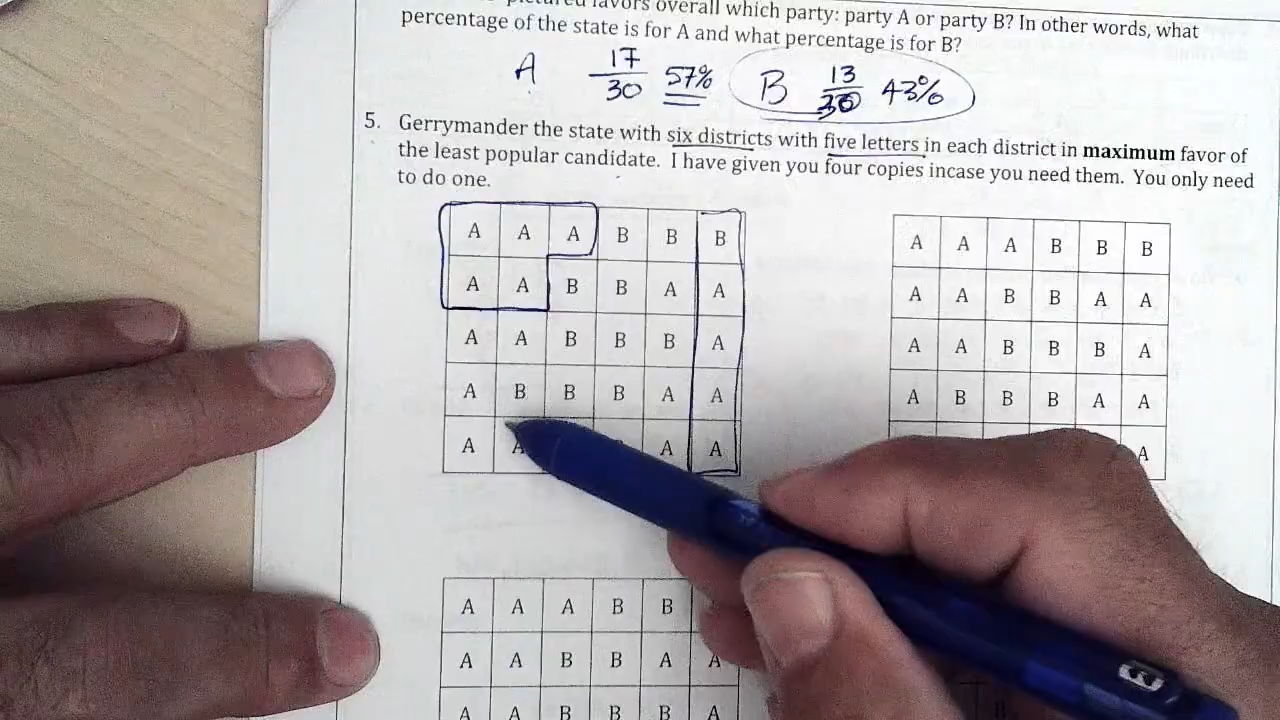 favors overall which party: party A or party B? In other words, what
percentage of the state is for A and what percentage is for B?
A 17/30 57% B 13/30 43%
5. Gerrymander the state with six districts with five letters in each district in maximum favor of
the least popular candidate. I have given you four copies incase you need them. You only need
to do one.
A A A B B B
A A B B A A
A A B B B A
A B B B A A
A A A A
A A A B B B
A A B B A A
A A B B B A
A B B B A A
A
A A A B B
A A B B A A
A A B B B A
B